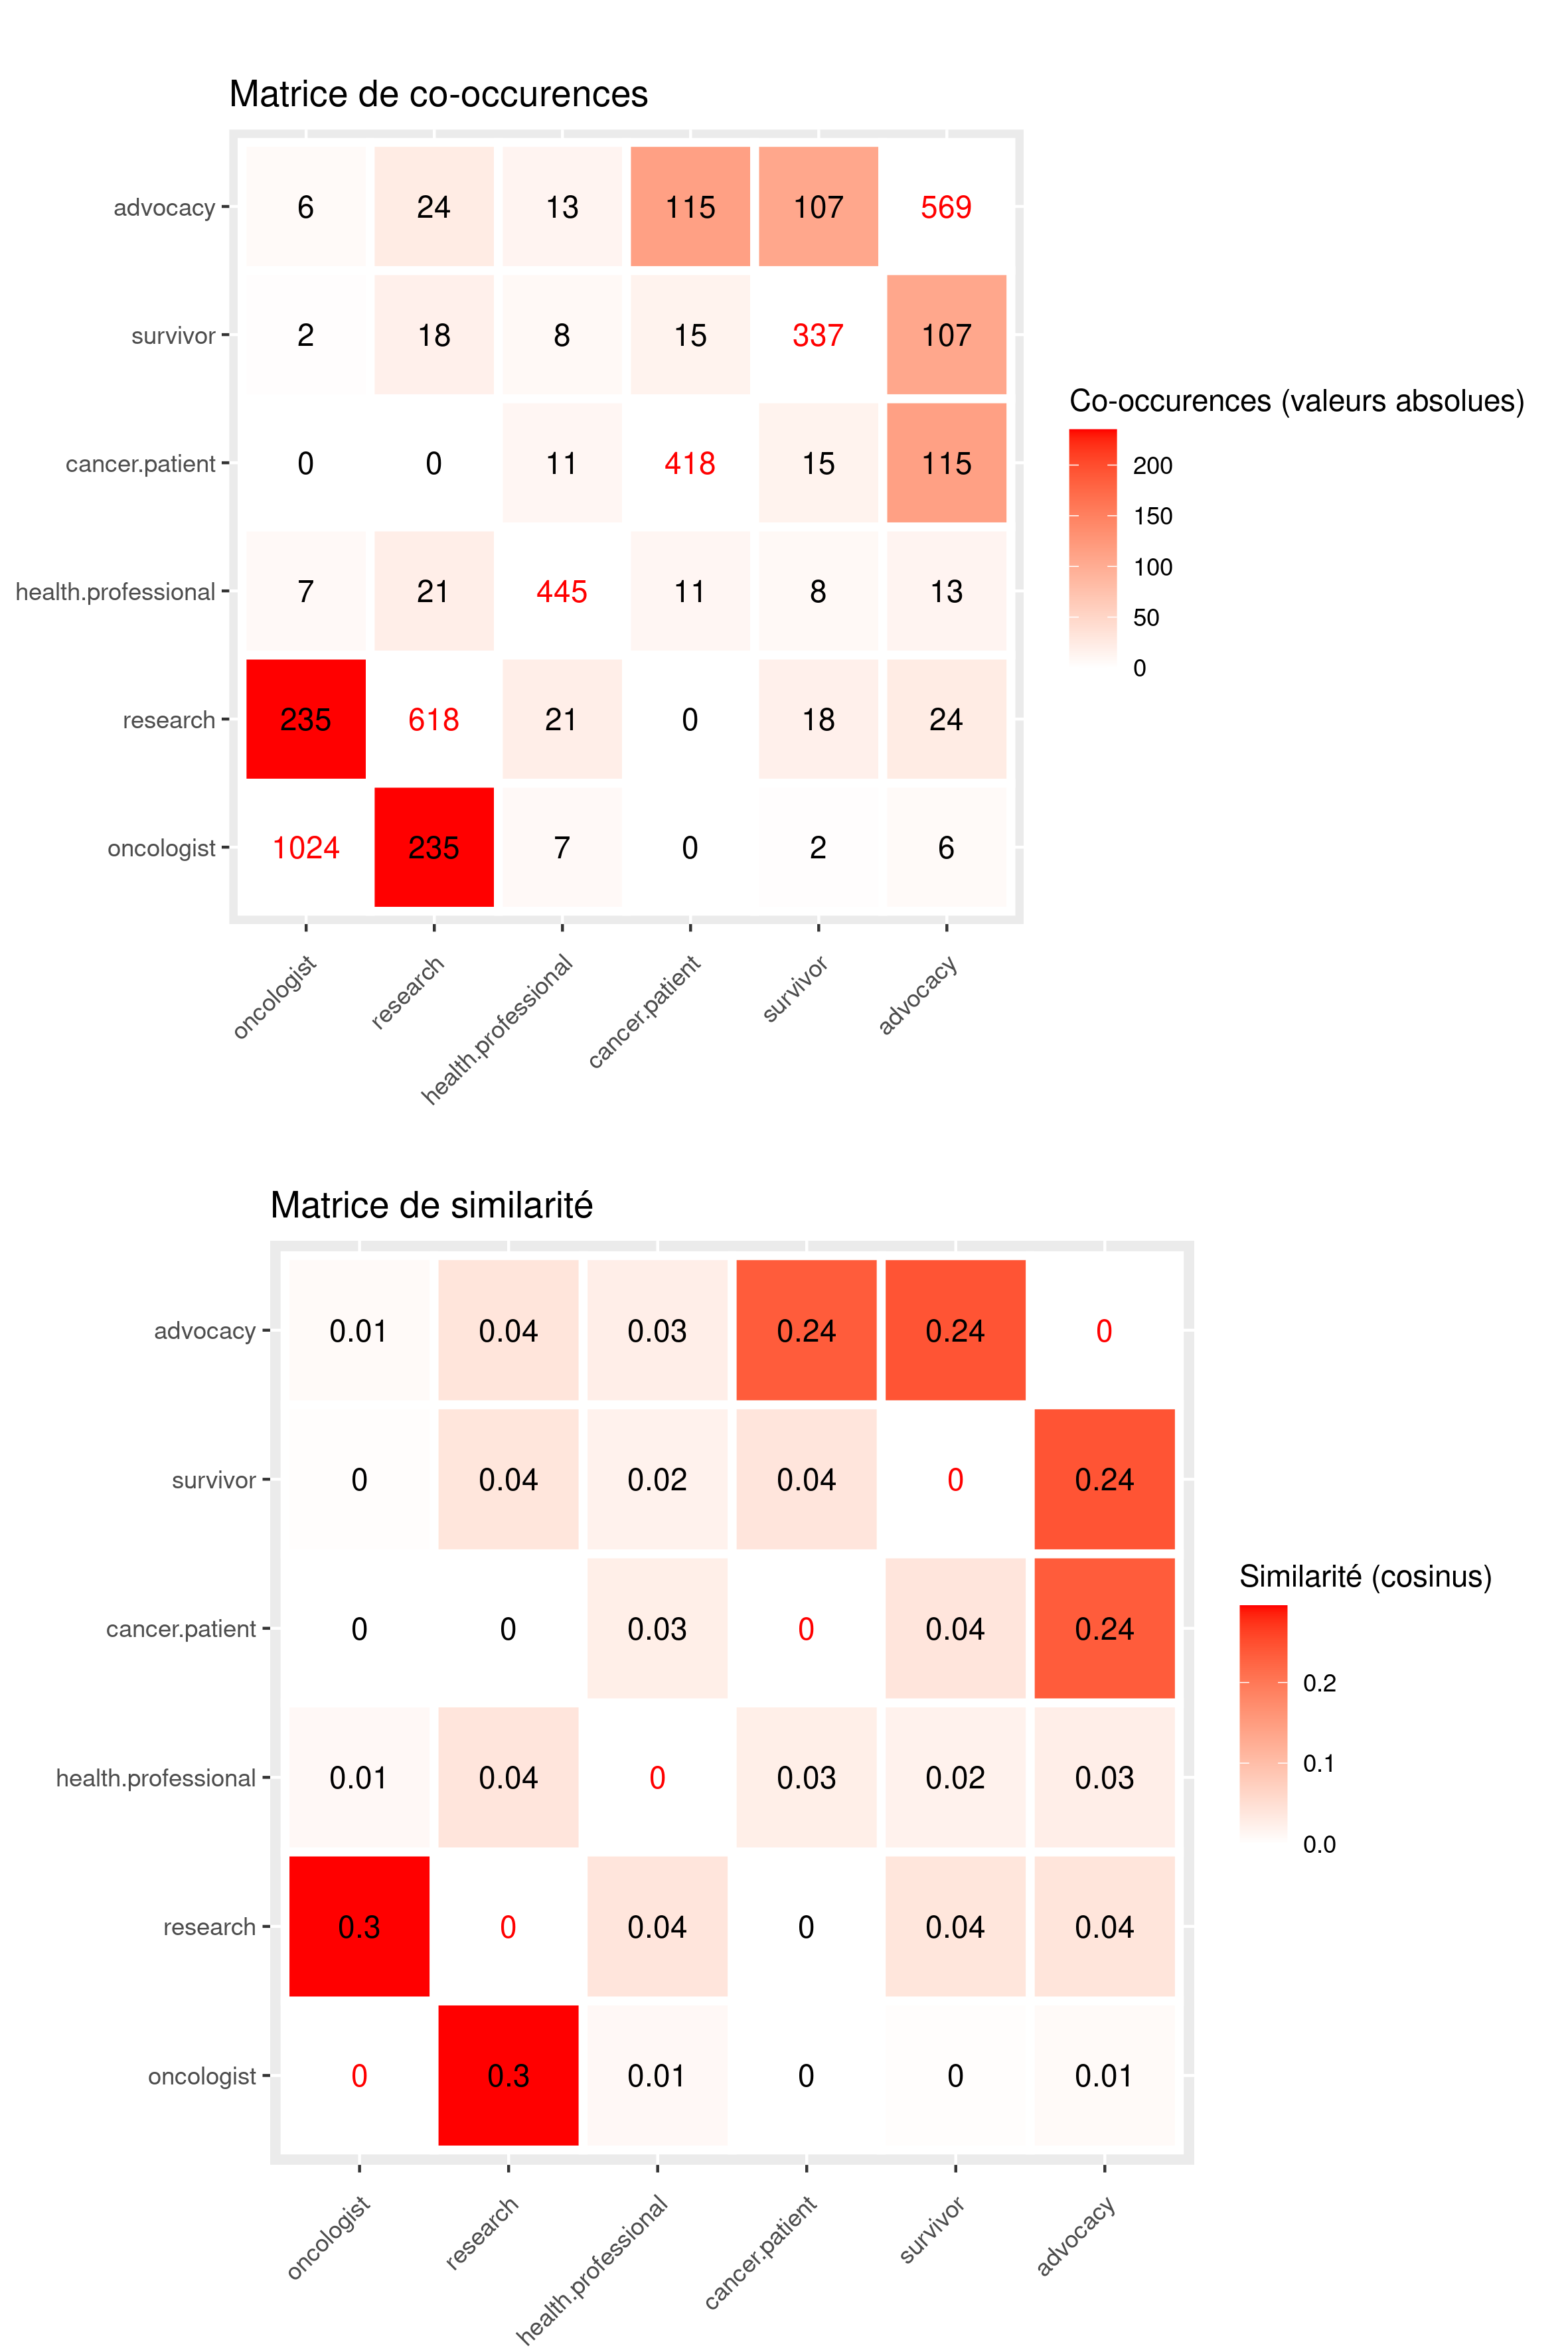 Matrice de co-occurences
advocacy 6 24 13 115 107 569
survivor 2 18 8 15 337 107
cancer.patient 0 0 11 418 15 115
health.professional 7 21 445 11 8 13
research 235 618 21 0 18 24
oncologist 1024 235 7 0 2 6
oncologist research health.professional cancer.patient survivor advocacy
Co-occurences (valeurs absolues)
200
150
100
50
0
Matrice de similarité
advocacy 0.01 0.04 0.03 0.24 0.24 0
survivor 0 0.04 0.02 0.04 0 0.24
cancer.patient 0 0 0.03 0 0.04 0.24
health.professional 0.01 0.04 0 0.03 0.02 0.03
research 0.3 0 0.04 0 0.04 0.04
oncologist 0 0.3 0.01 0 0 0.01
oncologist research health.professional cancer.patient survivor advocacy
Similarité (cosinus)
0.2
0.1
0.0